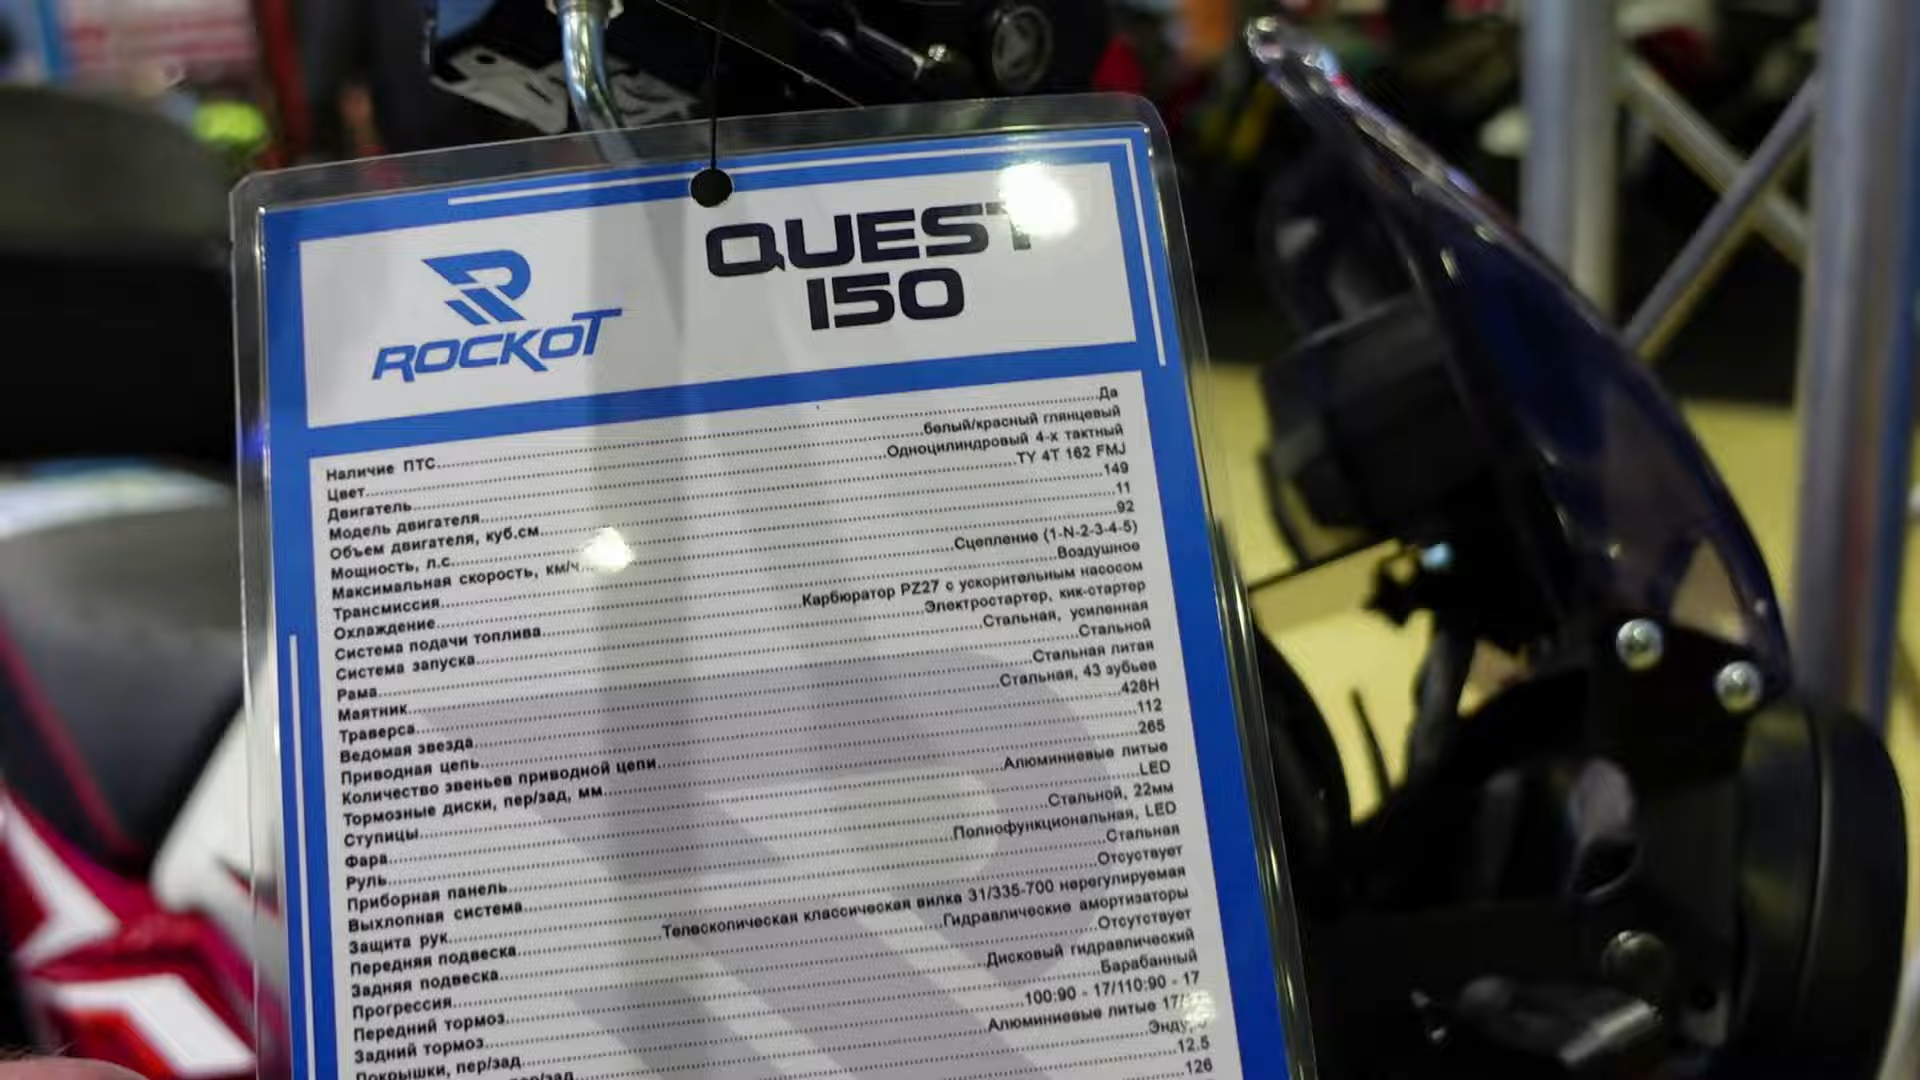 ROCKOT
QUEST
150
Наличие ПТС Да
Цвет белый/красный глянцевый
Двигатель Одноцилиндровый 4-х тактный
Модель двигателя TY 4T 162 FMJ
Объем двигателя, куб.см 149
Мощность, л.с. 11
Максимальная скорость, км/ч 92
Трансмиссия Сцепление (1-N-2-3-4-5)
Охлаждение Воздушное
Система подачи топлива Карбюратор PZ27 с ускорительным насосом
Система запуска Электростартер, кик-стартер
Рама Стальная, усиленная
Маятник Стальной
Траверса Стальная литая
Ведомая звезда Стальная, 43 зубьев
Приводная цепь 428H
Количество звеньев приводной цепи 112
Тормозные диски, пер/зад, мм 265
Ступицы Алюминиевые литые
Фара LED
Руль Стальной, 22мм
Приборная панель Полнофункциональная, LED
Выхлопная система Стальная
Защита рук Отсуствует
Передняя подвеска Телескопическая классическая вилка 31/335-700 нерегулируемая
Задняя подвеска Гидравлические амортизаторы
Прогрессия Отсутствует
Передний тормоз Дисковый гидравлический
Задний тормоз Барабанный
Покрышки, пер/зад 100:90 - 17/110:90 - 17
пер/зад Алюминиевые литые
12.5
126